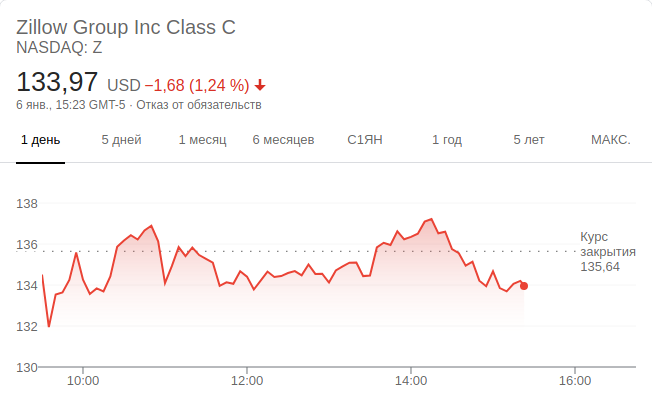 Zillow Group Inc Class C
NASDAQ: Z
133,97 USD −1,68 (1,24 %)
6 янв., 15:23 GMT-5 · Отказ от обязательств
1 день 5 дней 1 месяц 6 месяцев С1ЯН 1 год 5 лет МАКС.
138
136
134
132
130
Курс
закрытия
135,64
10:00 12:00 14:00 16:00